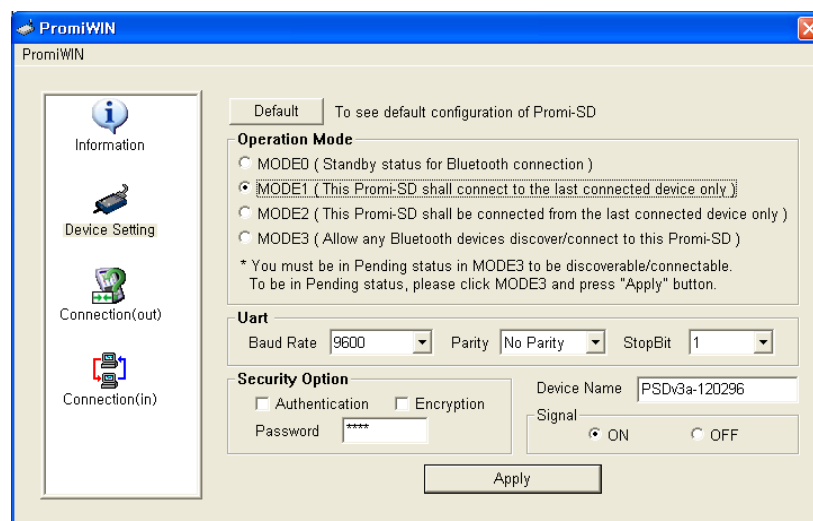 PromiWIN
PromiWIN
Information
Device Setting
Connection(out)
Connection(in)
Default To see default configuration of Promi-SD
Operation Mode
MODE0 ( Standby status for Bluetooth connection )
MODE1 ( This Promi-SD shall connect to the last connected device only )
MODE2 ( This Promi-SD shall be connected from the last connected device only )
MODE3 ( Allow any Bluetooth devices discover/connect to this Promi-SD )
* You must be in Pending status in MODE3 to be discoverable/connectable.
To be in Pending status, please click MODE3 and press "Apply" button.
Uart
Baud Rate 9600 Parity No Parity StopBit 1
Security Option
Authentication Encryption
Password ****
Device Name PSDv3a-120296
Signal
ON OFF
Apply